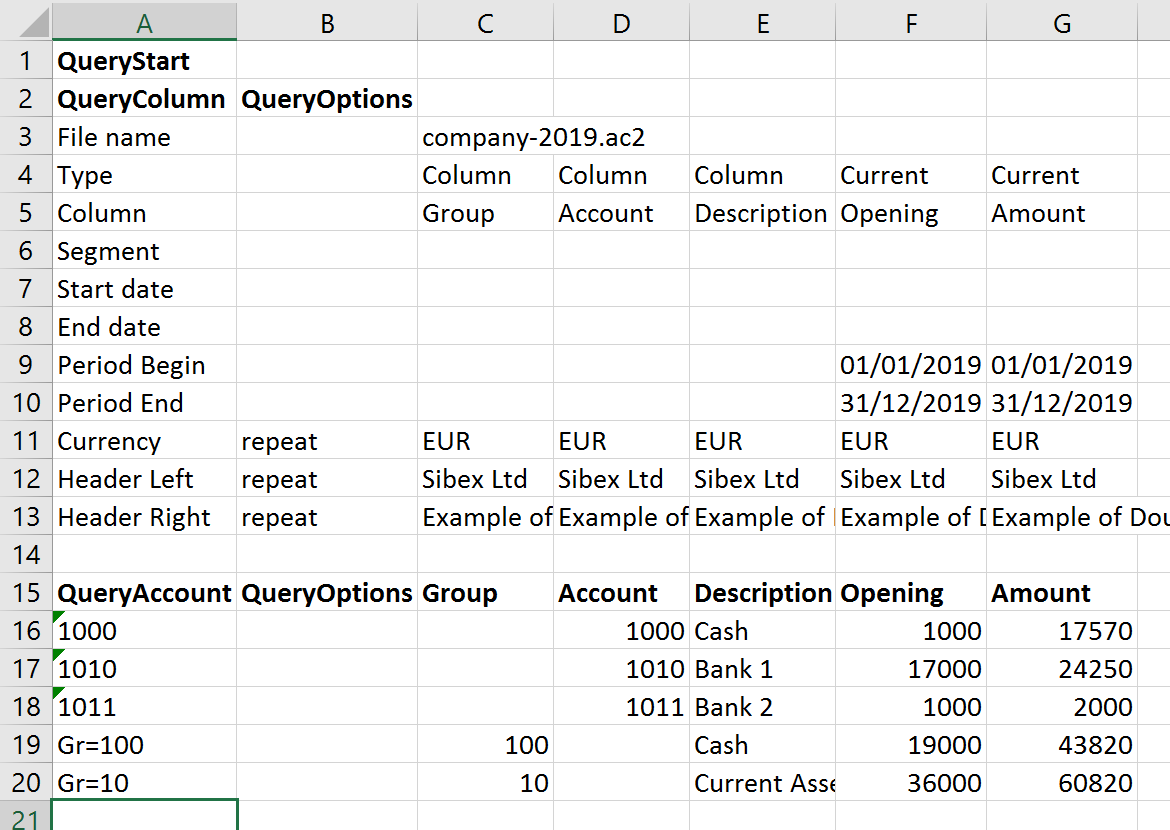 A B C D E F G
1 QueryStart
2 QueryColumn QueryOptions
3 File name company-2019.ac2
4 Type Column Column Column Current Current
5 Column Group Account Description Opening Amount
6 Segment
7 Start date
8 End date
9 Period Begin 01/01/2019 01/01/2019
10 Period End 31/12/2019 31/12/2019
11 Currency repeat EUR EUR EUR EUR EUR
12 Header Left repeat Sibex Ltd Sibex Ltd Sibex Ltd Sibex Ltd Sibex Ltd
13 Header Right repeat Example of Example of Example of Example of Example of Dou
14
15 QueryAccount QueryOptions Group Account Description Opening Amount
16 1000 1000 Cash 1000 17570
17 1010 1010 Bank 1 17000 24250
18 1011 1011 Bank 2 1000 2000
19 Gr=100 100 Cash 19000 43820
20 Gr=10 10 Current Asse 36000 60820
21